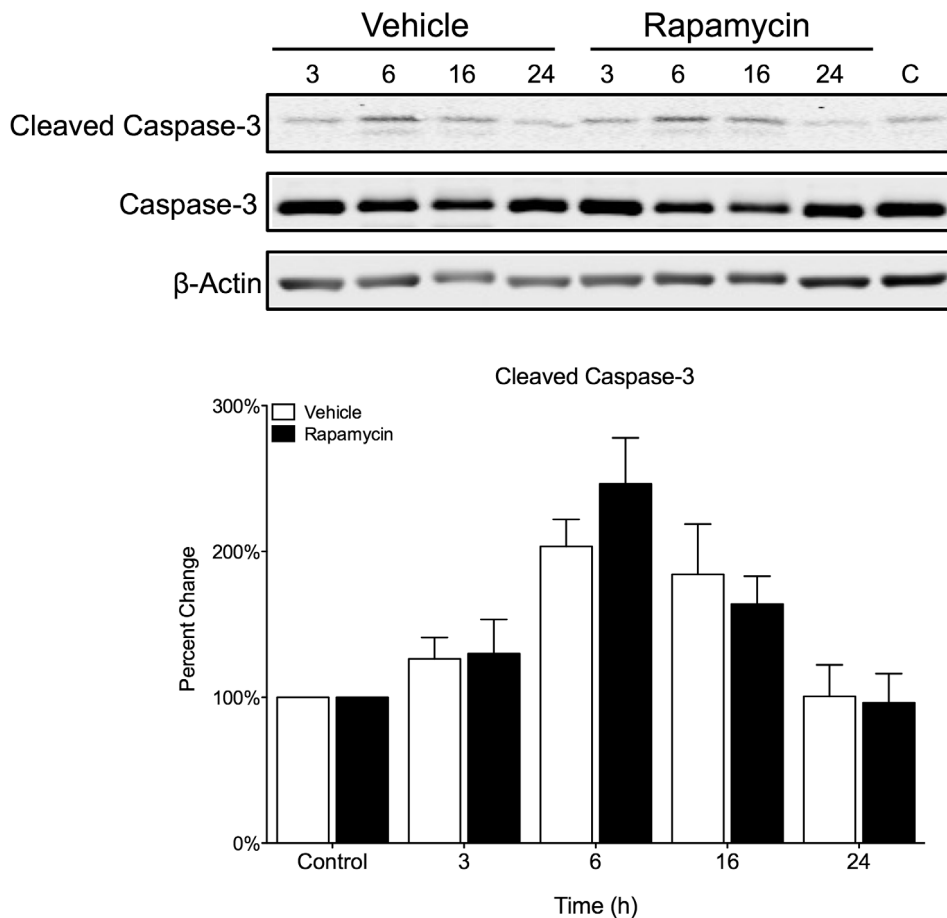 Vehicle Rapamycin
3 6 16 24 3 6 16 24 C
Cleaved Caspase-3
Caspase-3
β-Actin
Cleaved Caspase-3
300%
Vehicle
Rapamycin
200%
Percent Change
100%
0%
Control 3 6 16 24
Time (h)